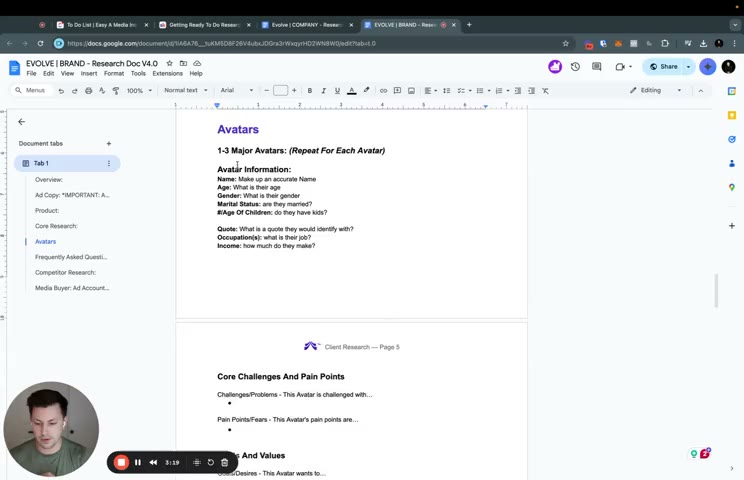 To Do List | Easy A Media Inc
Getting Ready To Do Resear
Evolve | COMPANY - Resear
EVOLVE | BRAND - Resear
EVOLVE | BRAND - Research Doc V4.0
File Edit View Insert Format Tools Extensions Help
Share
Menus
100%
Normal text
Arial
Editing
Document tabs
Tab 1
Overview:
Ad Copy: *IMPORTANT: A...
Product:
Core Research:
Avatars
Frequently Asked Questi...
Competitor Research:
Media Buyer: Ad Account...
Avatars
1-3 Major Avatars: (Repeat For Each Avatar)
Avatar Information:
Name: Make up an accurate Name
Age: What is their age
Gender: What is their gender
Marital Status: are they married?
#/Age Of Children: do they have kids?
Quote: What is a quote they would identify with?
Occupation(s): what is their job?
Income: how much do they make?
Client Research — Page 5
Core Challenges And Pain Points
Challenges/Problems - This Avatar is challenged with…
Pain Points/Fears - This Avatar's pain points are…
s And Values
/Desires - This Avatar wants to…
3:19